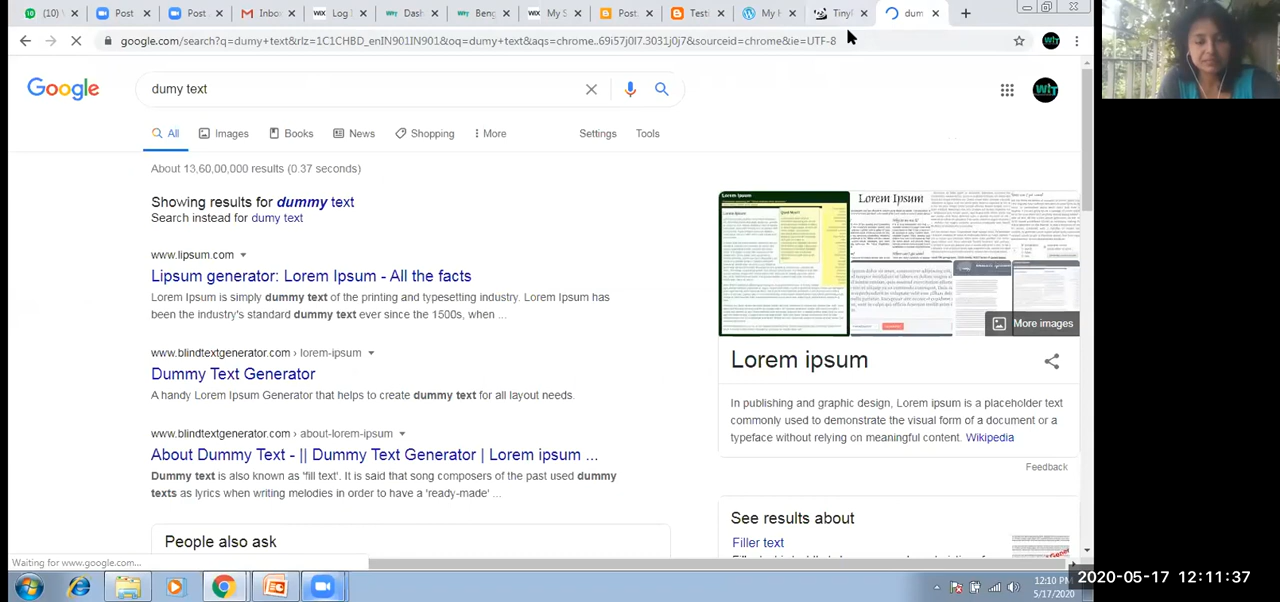 (10) W
Post
Post
Inbo
Log
Dash
Beng
My S
Post
Testi
My H
Tinyl
dum
google.com/search?q=dumy+text&rlz=1C1CHBD_enIN901IN901&oq=dumy+text&aqs=chrome..69i57j0l7.3031j0j7&sourceid=chrome&ie=UTF-8
Google
dumy text
All
Images
Books
News
Shopping
More
Settings
Tools
About 13,60,00,000 results (0.37 seconds)
Showing results for dummy text
Search instead for dumy text
www.lipsum.com
Lipsum generator: Lorem Ipsum - All the facts
Lorem Ipsum is simply dummy text of the printing and typesetting industry. Lorem Ipsum has
been the industry's standard dummy text ever since the 1500s, when ...
www.blindtextgenerator.com › lorem-ipsum
Dummy Text Generator
A handy Lorem Ipsum Generator that helps to create dummy text for all layout needs.
www.blindtextgenerator.com › about-lorem-ipsum
About Dummy Text - || Dummy Text Generator | Lorem ipsum ...
Dummy text is also known as 'fill text'. It is said that song composers of the past used dummy
texts as lyrics when writing melodies in order to have a 'ready-made' ...
People also ask
Lorem Ipsum
More images
Lorem ipsum
In publishing and graphic design, Lorem ipsum is a placeholder text
commonly used to demonstrate the visual form of a document or a
typeface without relying on meaningful content. Wikipedia
Feedback
See results about
Filler text
Waiting for www.google.com...
12:10 PM
5/17/2020
2020-05-17 12:11:37